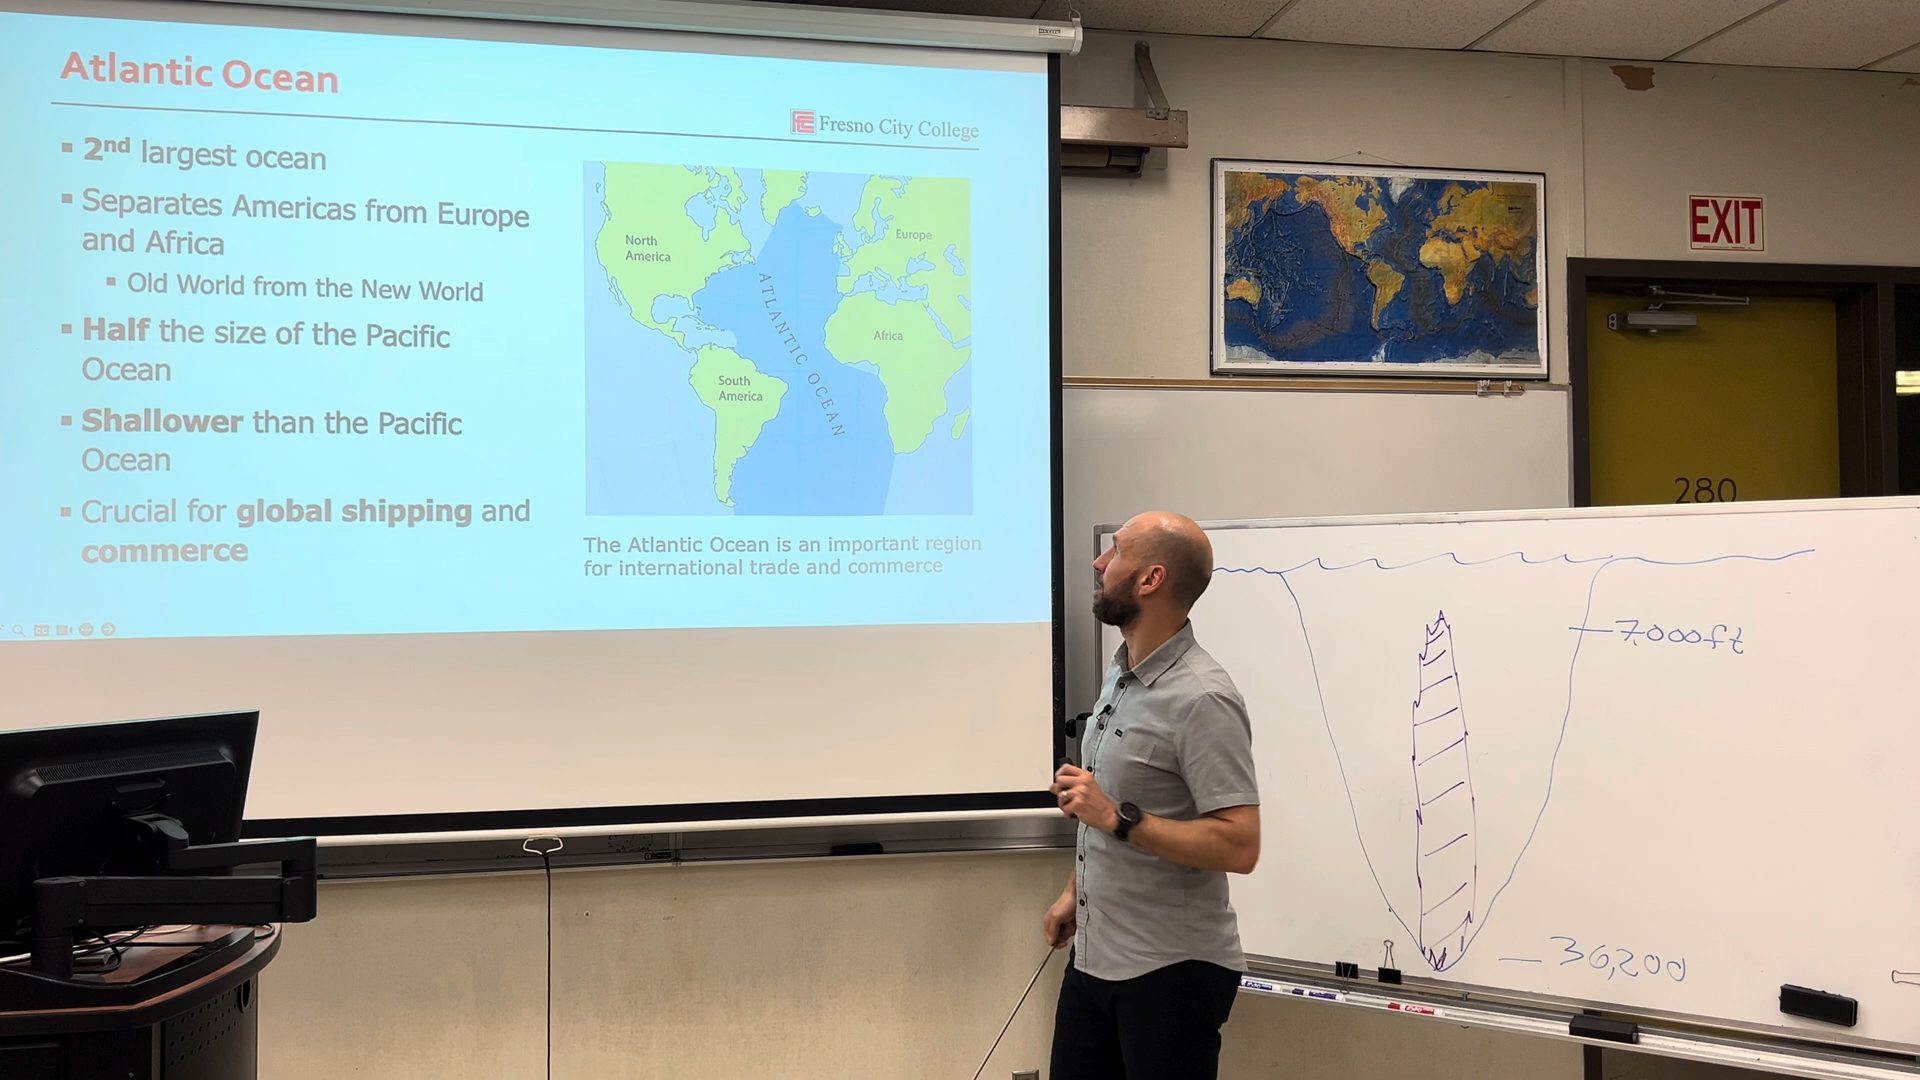 Atlantic Ocean
Fresno City College
▪ 2nd largest ocean
▪ Separates Americas from Europe
and Africa
▪ Old World from the New World
▪ Half the size of the Pacific
Ocean
▪ Shallower than the Pacific
Ocean
▪ Crucial for global shipping and
commerce
North
America
Europe
ATLANTIC OCEAN
Africa
South
America
The Atlantic Ocean is an important region
for international trade and commerce
EXIT
280
7,000ft
36,200